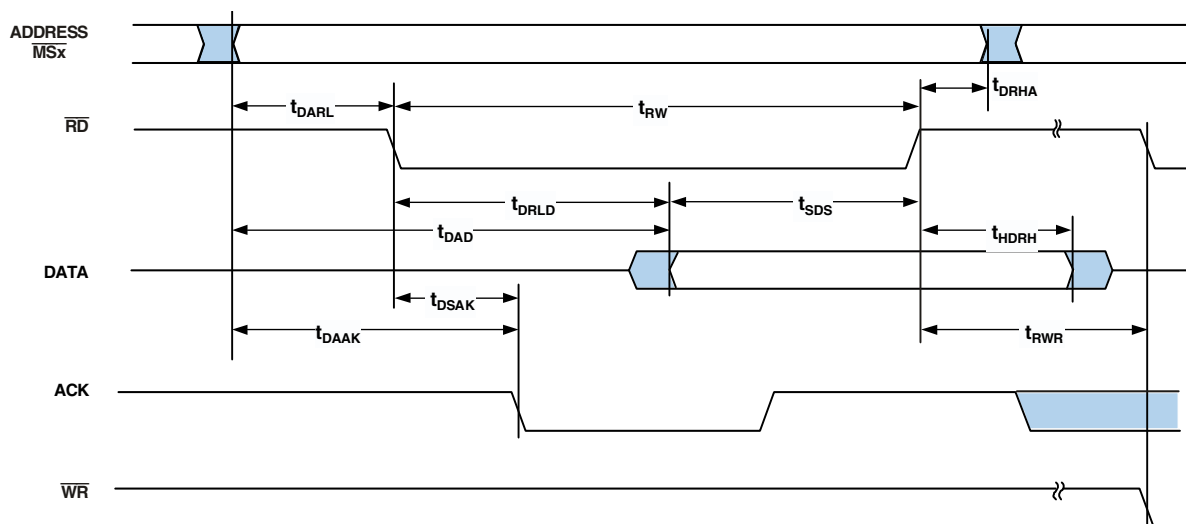 ADDRESS
MSx
tDARL
tRW
tDRHA
RD
tDRLD
tSDS
tDAD
tHDRH
DATA
tDSAK
tDAAK
tRWR
ACK
WR